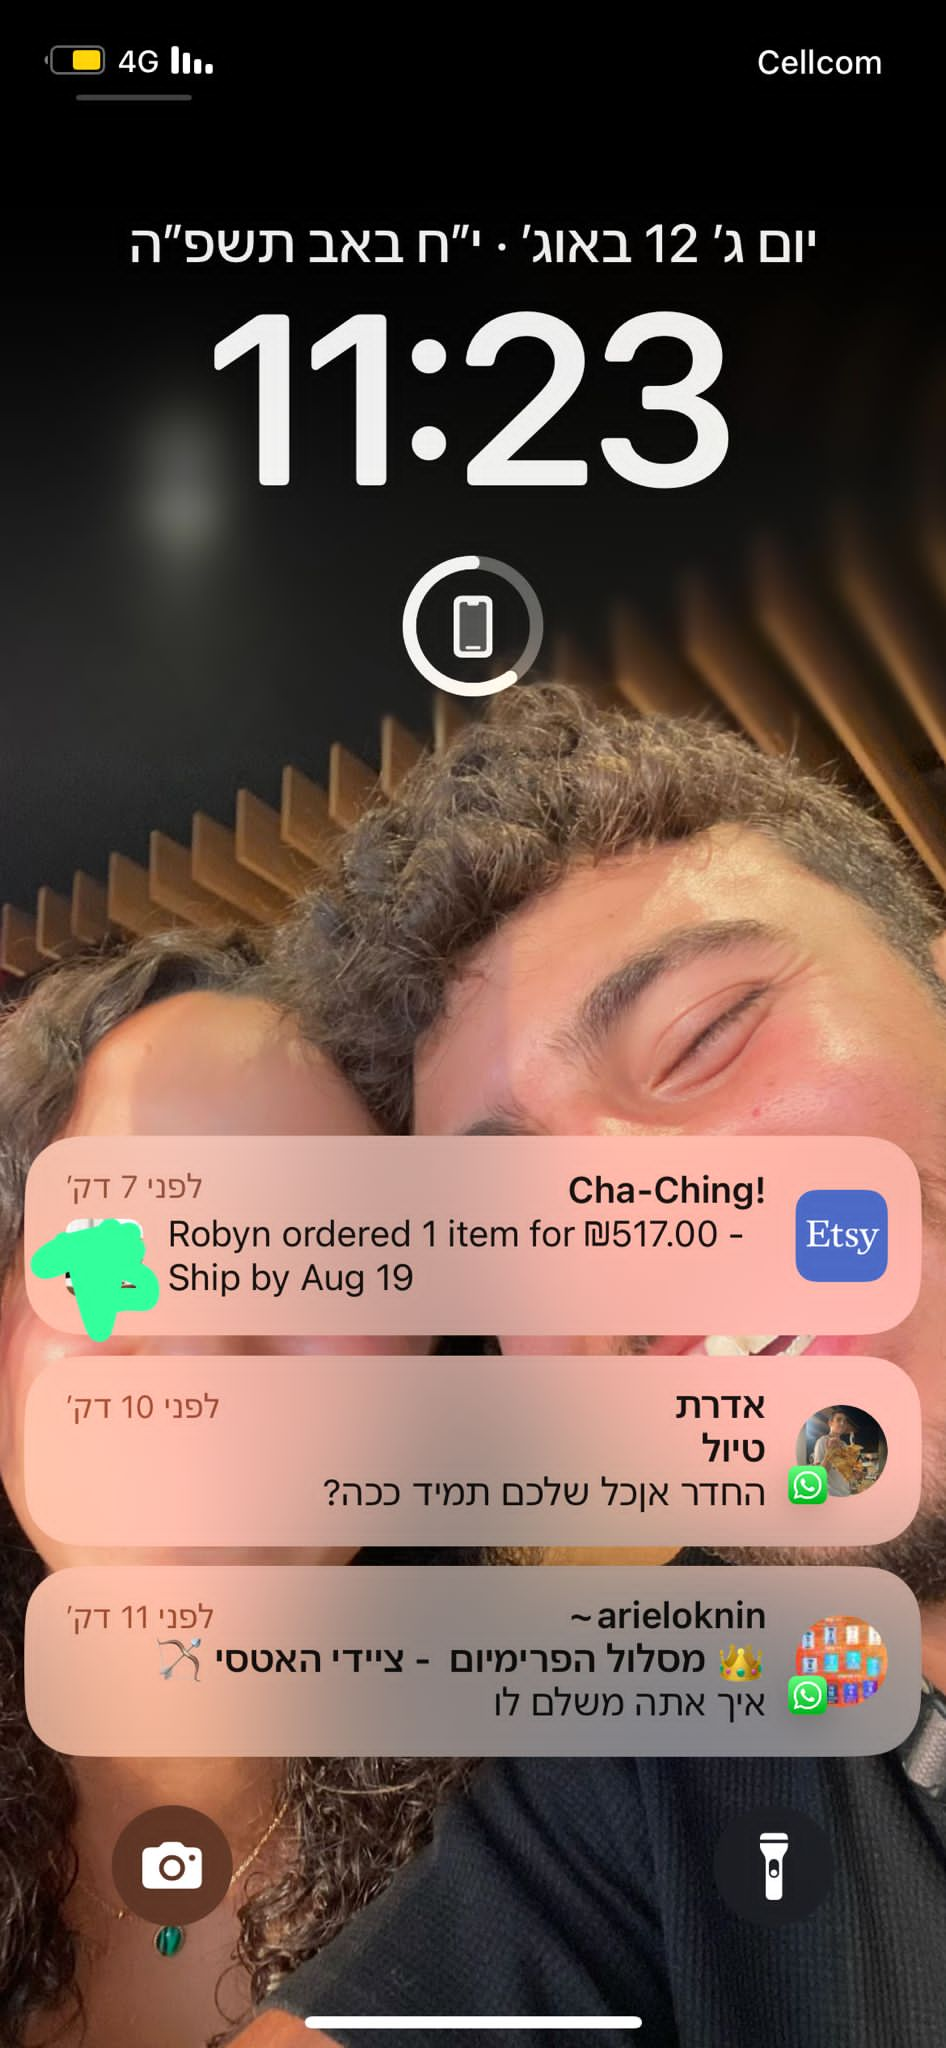 4G
Cellcom
יום ג׳ 12 באוג׳ · י״ח באב תשפ״ה
11:23
Cha-Ching!
לפני 7 דק׳
Robyn ordered 1 item for ₪517.00 -
Ship by Aug 19
Etsy
אדרת
לפני 10 דק׳
טיול
החדר אןכל שלכם תמיד ככה?
~arieloknin
לפני 11 דק׳
👑 מסלול הפרימיום - ציידי האטסי 🏹
איך אתה משלם לו